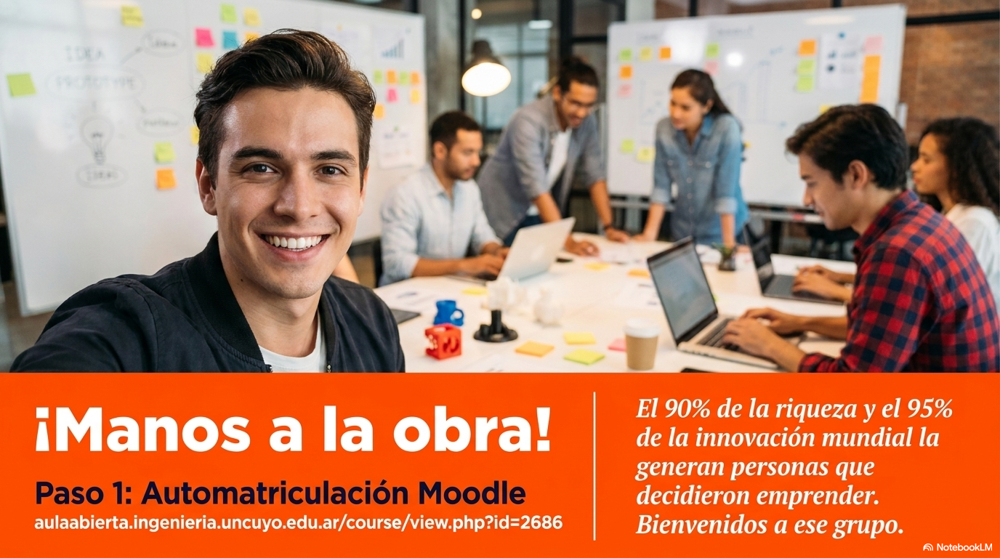 IDEA
Idea
PROTOTYPE
IDEAS
¡Manos a la obra!
Paso 1: Automatriculación Moodle
aulaabierta.ingenieria.uncuyo.edu.ar/course/view.php?id=2686
El 90% de la riqueza y el 95%
de la innovación mundial la
generan personas que
decidieron emprender.
Bienvenidos a ese grupo.
NotebookLM